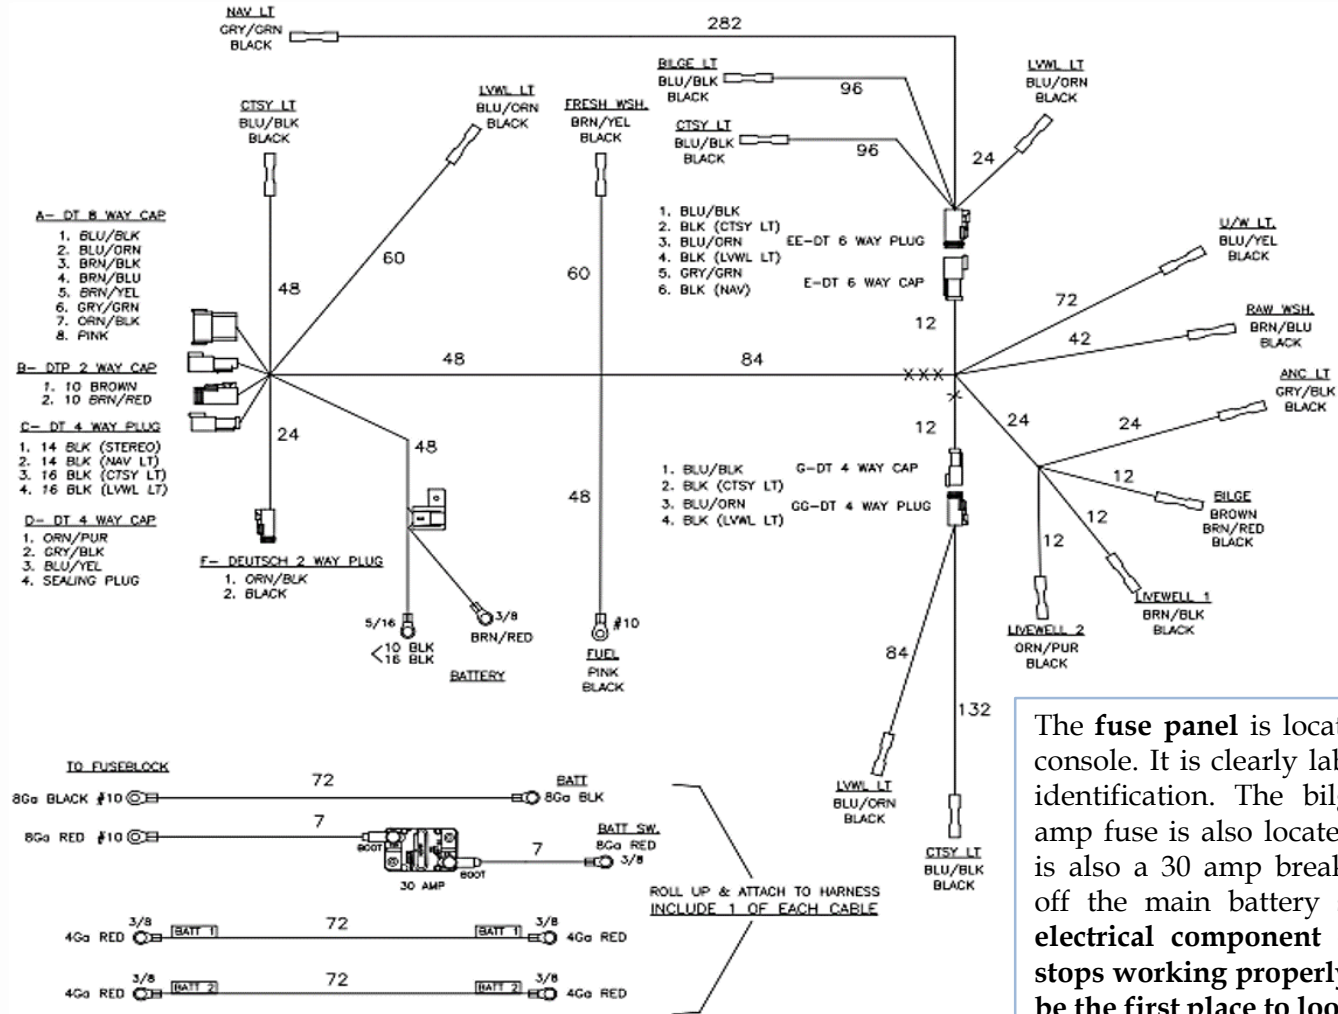 NAV LT
GRY/GRN
BLACK
282
BILGE LT
BLU/BLK
BLACK
96
LVWL LT
BLU/ORN
BLACK
CTSY LT
BLU/BLK
BLACK
96
24
CTSY LT
BLU/BLK
BLACK
LVWL LT
BLU/ORN
BLACK
FRESH WSH.
BRN/YEL
BLACK
A- DT 8 WAY CAP
1. BLU/BLK
2. BLU/ORN
3. BRN/BLK
4. BRN/BLU
5. BRN/YEL
6. GRY/GRN
7. ORN/BLK
8. PINK
48
60
60
1. BLU/BLK
2. BLK (CTSY LT)
3. BLU/ORN
4. BLK (LVWL LT)
5. GRY/GRN
6. BLK (NAV)
EE-DT 6 WAY PLUG
E-DT 6 WAY CAP
12
U/W LT.
BLU/YEL
BLACK
72
RAW WSH.
BRN/BLU
BLACK
42
B- DTP 2 WAY CAP
1. 10 BROWN
2. 10 BRN/RED
48
84
XXX
X
ANC LT
GRY/BLK
BLACK
24
24
C- DT 4 WAY PLUG
1. 14 BLK (STEREO)
2. 14 BLK (NAV LT)
3. 16 BLK (CTSY LT)
4. 16 BLK (LVWL LT)
24
48
12
1. BLU/BLK
2. BLK (CTSY LT)
3. BLU/ORN
4. BLK (LVWL LT)
G-DT 4 WAY CAP
GG-DT 4 WAY PLUG
12
BILGE
BROWN
BRN/RED
BLACK
D- DT 4 WAY CAP
1. ORN/PUR
2. GRY/BLK
3. BLU/YEL
4. SEALING PLUG
F- DEUTSCH 2 WAY PLUG
1. ORN/BLK
2. BLACK
48
12
12
LIVEWELL 1
BRN/BLK
BLACK
LIVEWELL 2
ORN/PUR
BLACK
5/16
10 BLK
16 BLK
3/8
BRN/RED
BATTERY
#10
FUEL
PINK
BLACK
84
132
LVWL LT
BLU/ORN
BLACK
CTSY LT
BLU/BLK
BLACK
TO FUSEBLOCK
8Ga BLACK #10
72
BATT
8Ga BLK
8Ga RED #10
7
BOOT
30 AMP
BOOT
7
BATT SW.
8Ga RED
3/8
ROLL UP & ATTACH TO HARNESS
INCLUDE 1 OF EACH CABLE
4Ga RED
3/8
BATT 1
72
BATT 1
3/8
4Ga RED
4Ga RED
3/8
BATT 2
72
BATT 2
3/8
4Ga RED
The fuse panel is locat
console. It is clearly lab
identification. The bilg
amp fuse is also locate
is also a 30 amp break
off the main battery s
electrical component
stops working properly
be the first place to loo